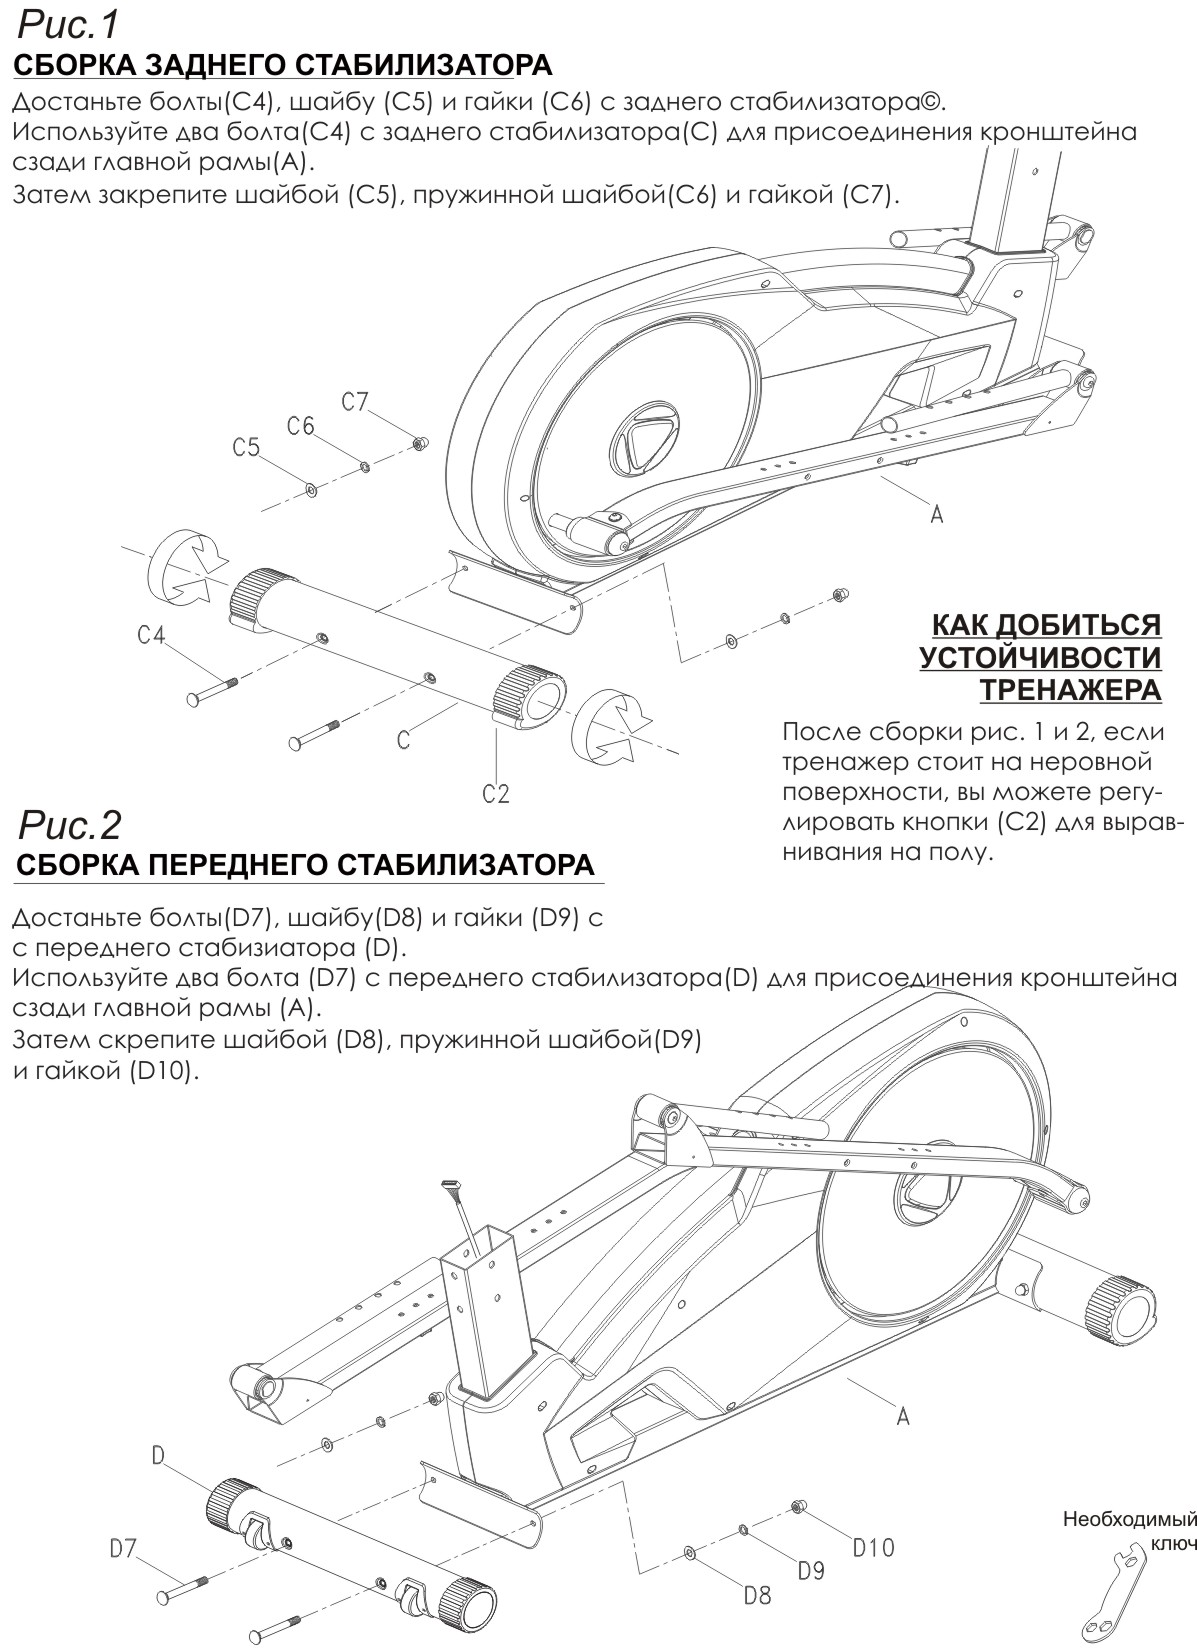 Рис.1
СБОРКА ЗАДНЕГО СТАБИЛИЗАТОРА
Достаньте болты(C4), шайбу (C5) и гайки (C6) с заднего стабилизатора©.
Используйте два болта(C4) с заднего стабилизатора(C) для присоединения кронштейна
сзади главной рамы(A).
Затем закрепите шайбой (C5), пружинной шайбой(C6) и гайкой (C7).
C7
C6
C5
A
C4
C
C2
КАК ДОБИТЬСЯ
УСТОЙЧИВОСТИ
ТРЕНАЖЕРА
После сборки рис. 1 и 2, если
тренажер стоит на неровной
поверхности, вы можете регу-
лировать кнопки (C2) для вырав-
нивания на полу.
Рис.2
СБОРКА ПЕРЕДНЕГО СТАБИЛИЗАТОРА
Достаньте болты(D7), шайбу(D8) и гайки (D9) с
с переднего стабизиатора (D).
Используйте два болта (D7) с переднего стабилизатора(D) для присоединения кронштейна
сзади главной рамы (A).
Затем скрепите шайбой (D8), пружинной шайбой(D9)
и гайкой (D10).
A
D
D7
D10
D9
D8
Необходимый
ключ